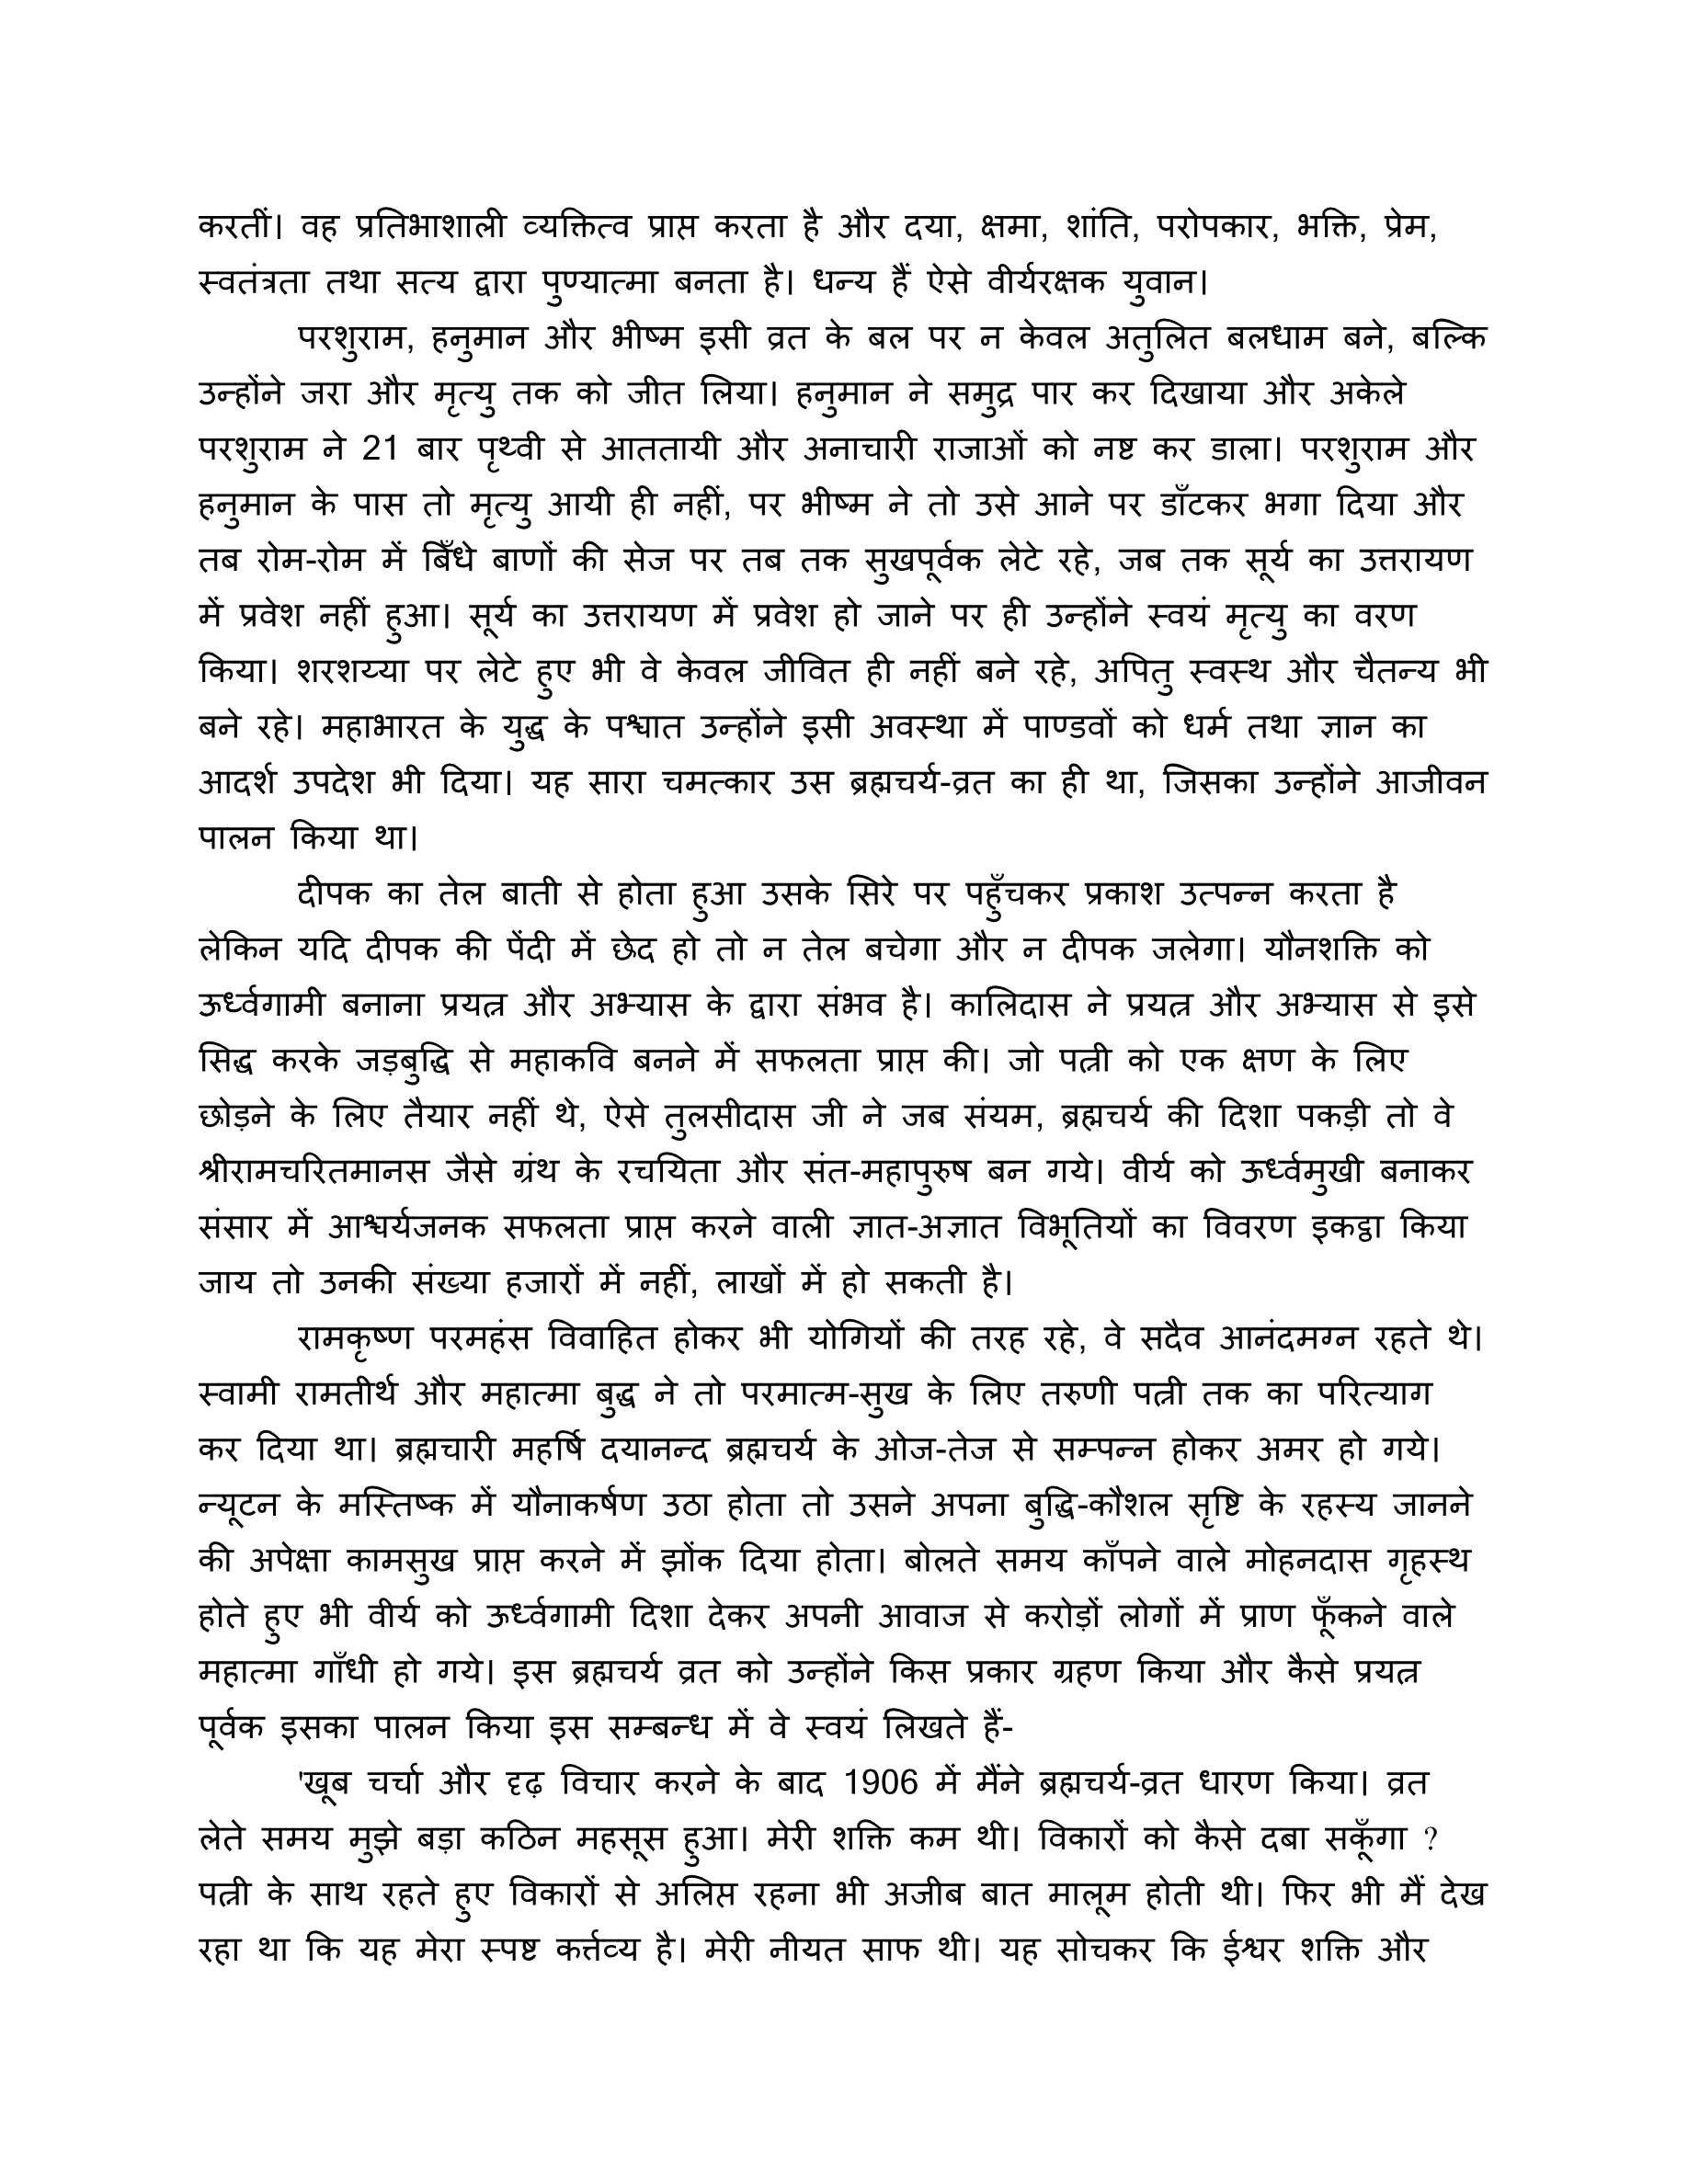 करतीं। वह प्रतिभाशाली व्यक्तित्व प्राप्त करता है और दया, क्षमा, शांति, परोपकार, भक्ति, प्रेम,
स्वतंत्रता तथा सत्य द्वारा पुण्यात्मा बनता है। धन्य हैं ऐसे वीर्यरक्षक युवान।
परशुराम, हनुमान और भीष्म इसी व्रत के बल पर न केवल अतुलित बलधाम बने, बल्कि
उन्होंने जरा और मृत्यु तक को जीत लिया। हनुमान ने समुद्र पार कर दिखाया और अकेले
परशुराम ने 21 बार पृथ्वी से आततायी और अनाचारी राजाओं को नष्ट कर डाला। परशुराम और
हनुमान के पास तो मृत्यु आयी ही नहीं, पर भीष्म ने तो उसे आने पर डाँटकर भगा दिया और
तब रोम-रोम में बिँधे बाणों की सेज पर तब तक सुखपूर्वक लेटे रहे, जब तक सूर्य का उत्तरायण
में प्रवेश नहीं हुआ। सूर्य का उत्तरायण में प्रवेश हो जाने पर ही उन्होंने स्वयं मृत्यु का वरण
किया। शरशय्या पर लेटे हुए भी वे केवल जीवित ही नहीं बने रहे, अपितु स्वस्थ और चैतन्य भी
बने रहे। महाभारत के युद्ध के पश्चात उन्होंने इसी अवस्था में पाण्डवों को धर्म तथा ज्ञान का
आदर्श उपदेश भी दिया। यह सारा चमत्कार उस ब्रह्मचर्य-व्रत का ही था, जिसका उन्होंने आजीवन
पालन किया था।
दीपक का तेल बाती से होता हुआ उसके सिरे पर पहुँचकर प्रकाश उत्पन्न करता है
लेकिन यदि दीपक की पेंदी में छेद हो तो न तेल बचेगा और न दीपक जलेगा। यौनशक्ति को
ऊर्ध्वगामी बनाना प्रयत्न और अभ्यास के द्वारा संभव है। कालिदास ने प्रयत्न और अभ्यास से इसे
सिद्ध करके जड़बुद्धि से महाकवि बनने में सफलता प्राप्त की। जो पत्नी को एक क्षण के लिए
छोड़ने के लिए तैयार नहीं थे, ऐसे तुलसीदास जी ने जब संयम, ब्रह्मचर्य की दिशा पकड़ी तो वे
श्रीरामचरितमानस जैसे ग्रंथ के रचयिता और संत-महापुरुष बन गये। वीर्य को ऊर्ध्वमुखी बनाकर
संसार में आश्चर्यजनक सफलता प्राप्त करने वाली ज्ञात-अज्ञात विभूतियों का विवरण इकट्ठा किया
जाय तो उनकी संख्या हजारों में नहीं, लाखों में हो सकती है।
रामकृष्ण परमहंस विवाहित होकर भी योगियों की तरह रहे, वे सदैव आनंदमग्न रहते थे।
स्वामी रामतीर्थ और महात्मा बुद्ध ने तो परमात्म-सुख के लिए तरुणी पत्नी तक का परित्याग
कर दिया था। ब्रह्मचारी महर्षि दयानन्द ब्रह्मचर्य के ओज-तेज से सम्पन्न होकर अमर हो गये।
न्यूटन के मस्तिष्क में यौनाकर्षण उठा होता तो उसने अपना बुद्धि-कौशल सृष्टि के रहस्य जानने
की अपेक्षा कामसुख प्राप्त करने में झोंक दिया होता। बोलते समय काँपने वाले मोहनदास गृहस्थ
होते हुए भी वीर्य को ऊर्ध्वगामी दिशा देकर अपनी आवाज से करोड़ों लोगों में प्राण फूँकने वाले
महात्मा गाँधी हो गये। इस ब्रह्मचर्य व्रत को उन्होंने किस प्रकार ग्रहण किया और कैसे प्रयत्न
पूर्वक इसका पालन किया इस सम्बन्ध में वे स्वयं लिखते हैं-
'खूब चर्चा और दृढ़ विचार करने के बाद 1906 में मैंने ब्रह्मचर्य-व्रत धारण किया। व्रत
लेते समय मुझे बड़ा कठिन महसूस हुआ। मेरी शक्ति कम थी। विकारों को कैसे दबा सकूँगा ?
पत्नी के साथ रहते हुए विकारों से अलिप्त रहना भी अजीब बात मालूम होती थी। फिर भी मैं देख
रहा था कि यह मेरा स्पष्ट कर्त्तव्य है। मेरी नीयत साफ थी। यह सोचकर कि ईश्वर शक्ति और